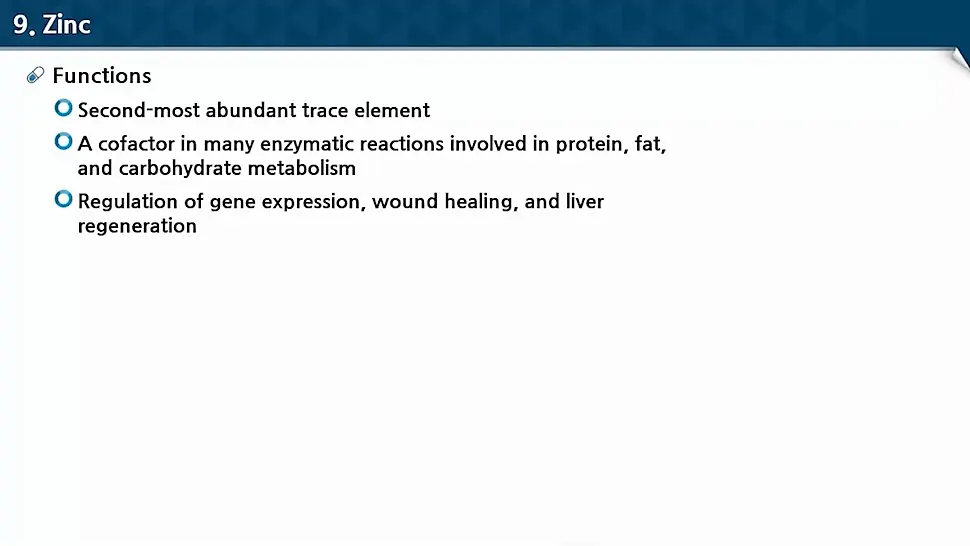 9. Zinc
Functions
Second-most abundant trace element
A cofactor in many enzymatic reactions involved in protein, fat,
and carbohydrate metabolism
Regulation of gene expression, wound healing, and liver
regeneration